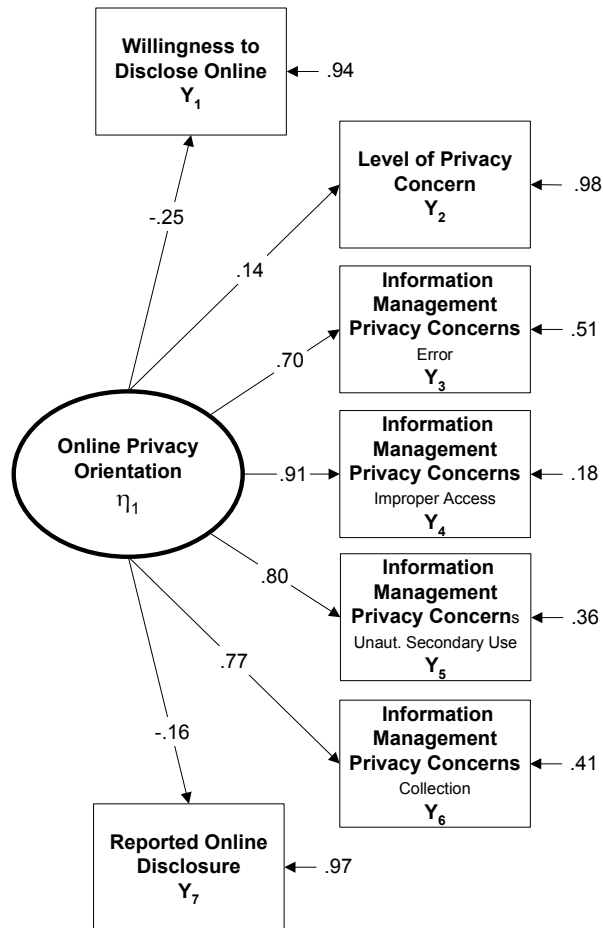 Willingness to
Disclose Online
Y1
.94
-.25
Level of Privacy
Concern
Y2
.98
.14
Information
Management
Privacy Concerns
Error
Y3
.51
.70
Online Privacy
Orientation
η1
Information
Management
Privacy Concerns
Improper Access
Y4
.18
.91
Information
Management
Privacy Concerns
Unaut. Secondary Use
Y5
.36
.80
Information
Management
Privacy Concerns
Collection
Y6
.41
.77
-.16
Reported Online
Disclosure
Y7
.97